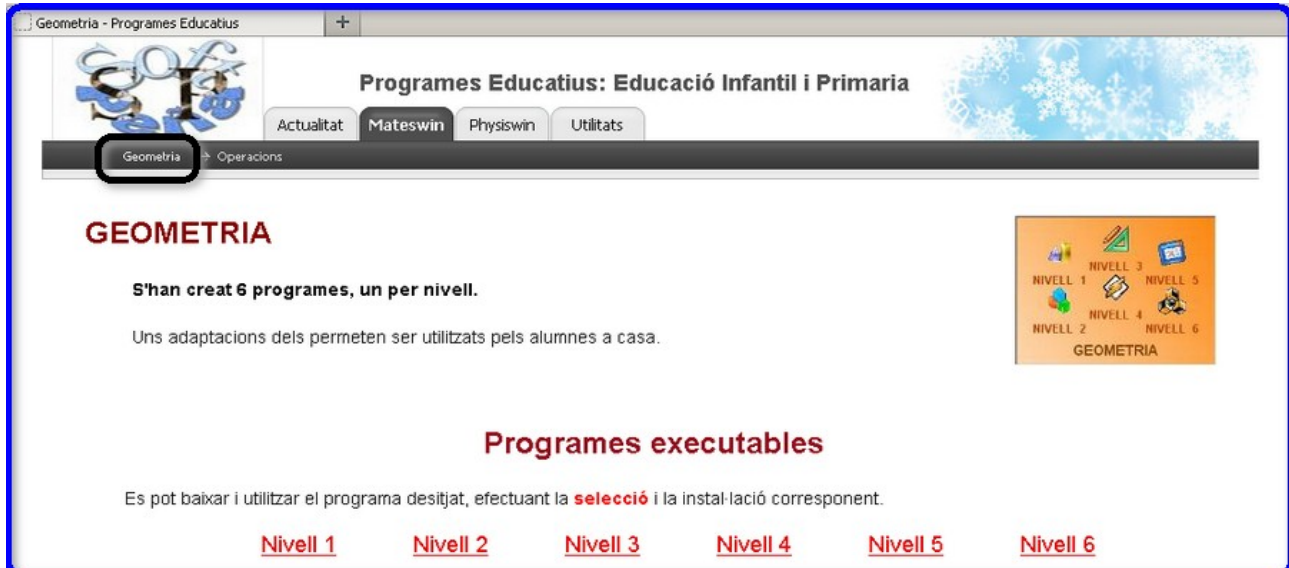 Geometria - Programes Educatius
Programes Educatius: Educació Infantil i Primaria
Actualitat Mateswin Physiswin Utilitats
Geometria → Operacions
GEOMETRIA
S'han creat 6 programes, un per nivell.
Uns adaptacions dels permeten ser utilitzats pels alumnes a casa.
NIVELL 3
NIVELL 1 NIVELL 5
NIVELL 4
NIVELL 2 NIVELL 6
GEOMETRIA
Programes executables
Es pot baixar i utilitzar el programa desitjat, efectuant la selecció i la instal·lació corresponent.
Nivell 1 Nivell 2 Nivell 3 Nivell 4 Nivell 5 Nivell 6